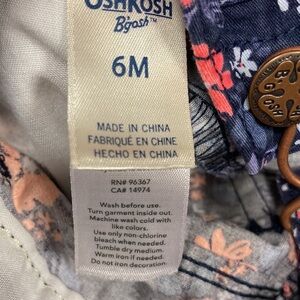 OSHKOSH
B'gosh™
6M
MADE IN CHINA
FABRIQUÉ EN CHINE
HECHO EN CHINA
RN# 96367
CA# 14974
Wash before use.
Turn garment inside out.
Machine wash cold with
like colors.
Use only non-chlorine
bleach when needed.
Tumble dry medium.
Warm iron if needed.
Do not iron decoration.